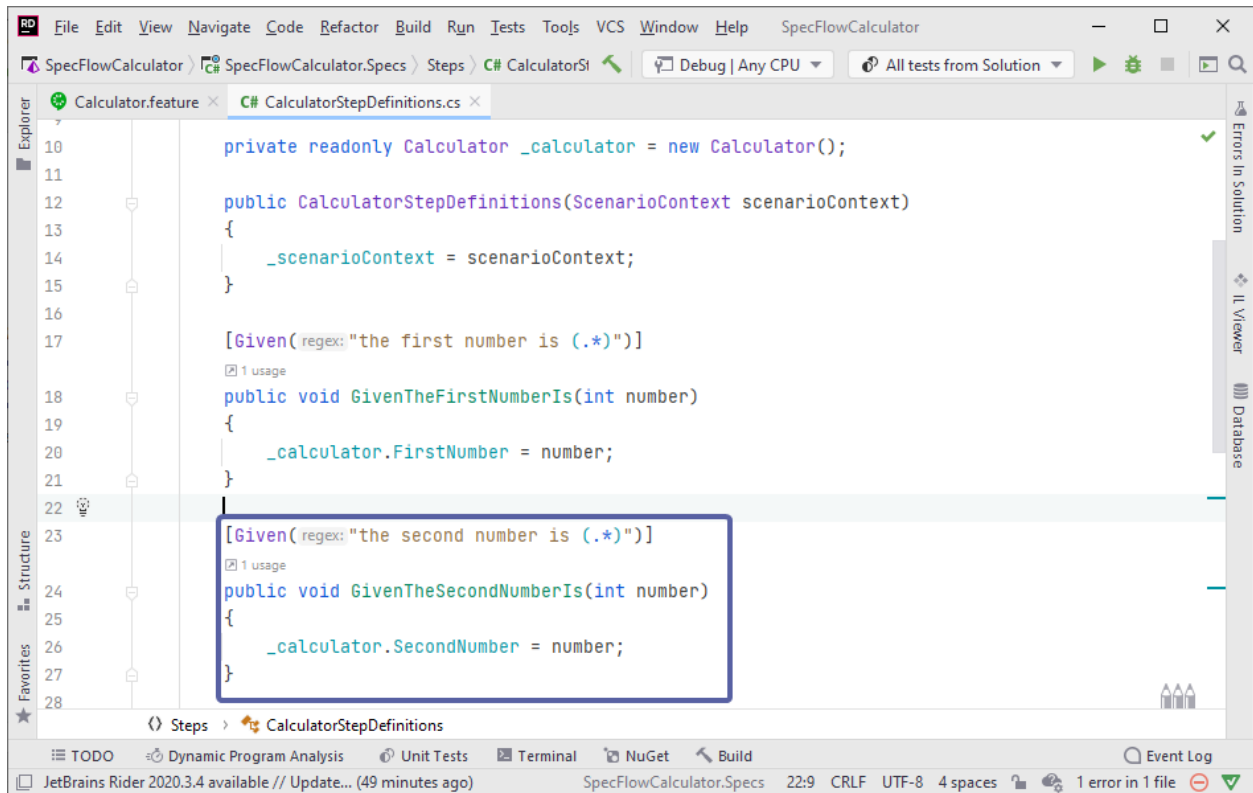 RD File Edit View Navigate Code Refactor Build Run Tests Tools VCS Window Help SpecFlowCalculator
SpecFlowCalculator SpecFlowCalculator.Specs Steps C# CalculatorSt Debug | Any CPU All tests from Solution
Calculator.feature C# CalculatorStepDefinitions.cs
Explorer
Structure
Favorites
10 private readonly Calculator _calculator = new Calculator();
11
12 public CalculatorStepDefinitions(ScenarioContext scenarioContext)
13 {
14 _scenarioContext = scenarioContext;
15 }
16
17 [Given( regex: "the first number is (.*)")]
1 usage
18 public void GivenTheFirstNumberIs(int number)
19 {
20 _calculator.FirstNumber = number;
21 }
22
23 [Given( regex: "the second number is (.*)")]
1 usage
24 public void GivenTheSecondNumberIs(int number)
25 {
26 _calculator.SecondNumber = number;
27 }
28
Errors In Solution
IL Viewer
Database
Steps CalculatorStepDefinitions
TODO Dynamic Program Analysis Unit Tests Terminal NuGet Build Event Log
JetBrains Rider 2020.3.4 available // Update... (49 minutes ago) SpecFlowCalculator.Specs 22:9 CRLF UTF-8 4 spaces 1 error in 1 file